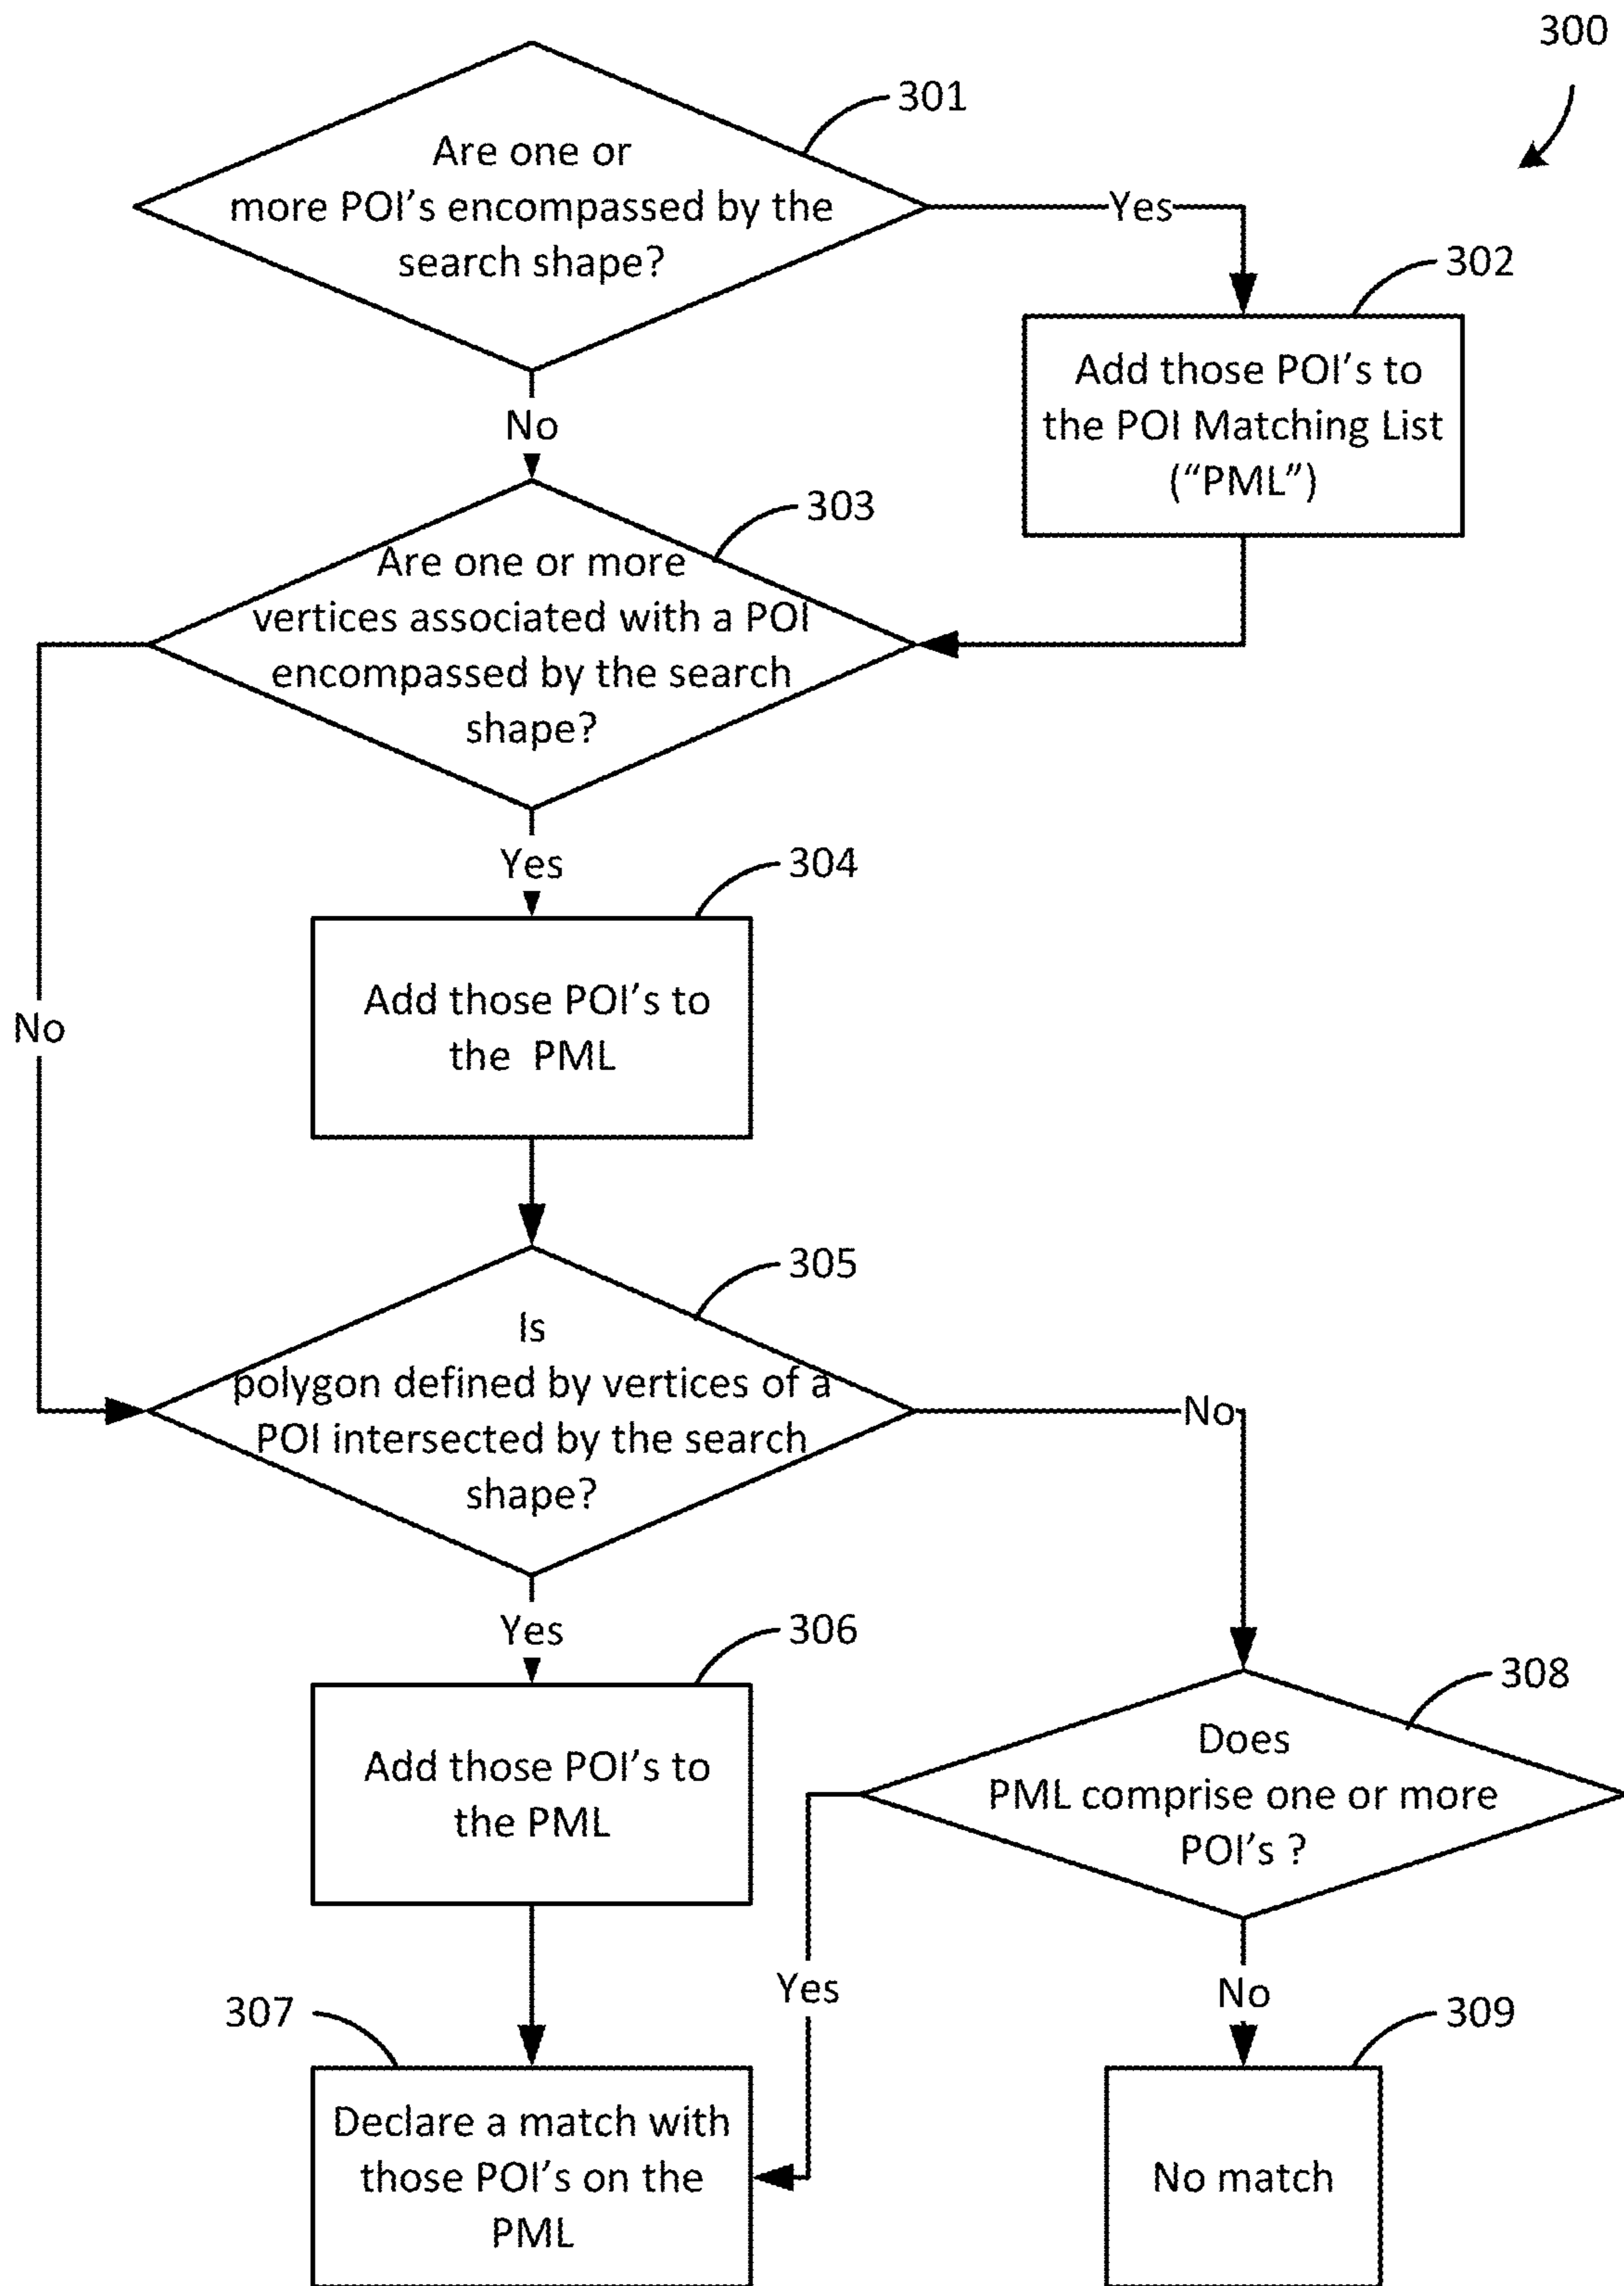 300
301
Are one or
more POI's encompassed by the
search shape?
Yes
302
Add those POI's to
the POI Matching List
("PML")
No
303
Are one or more
vertices associated with a POI
encompassed by the search
shape?
Yes
304
Add those POI's to
the PML
No
305
Is
polygon defined by vertices of a
POI intersected by the search
shape?
No
Yes
306
Add those POI's to
the PML
308
Does
PML comprise one or more
POI's ?
Yes
No
307
Declare a match with
those POI's on the
PML
309
No match